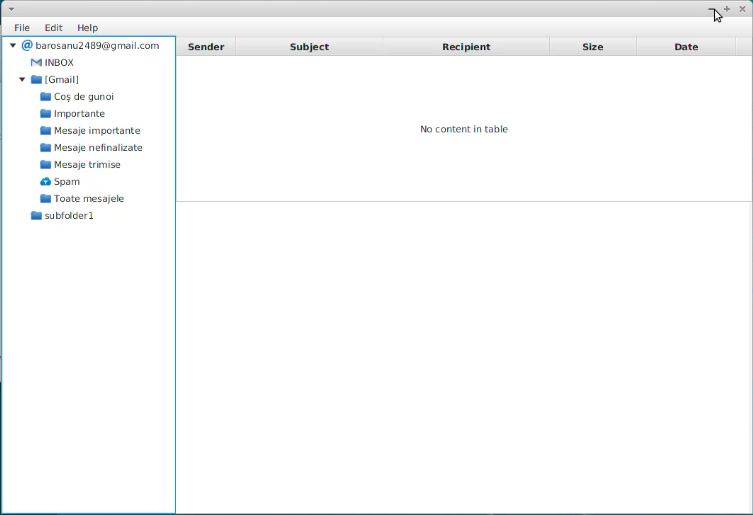 File Edit Help
barosanu2489@gmail.com
INBOX
[Gmail]
Coș de gunoi
Importante
Mesaje importante
Mesaje nefinalizate
Mesaje trimise
Spam
Toate mesajele
subfolder1
Sender Subject Recipient Size Date
No content in table